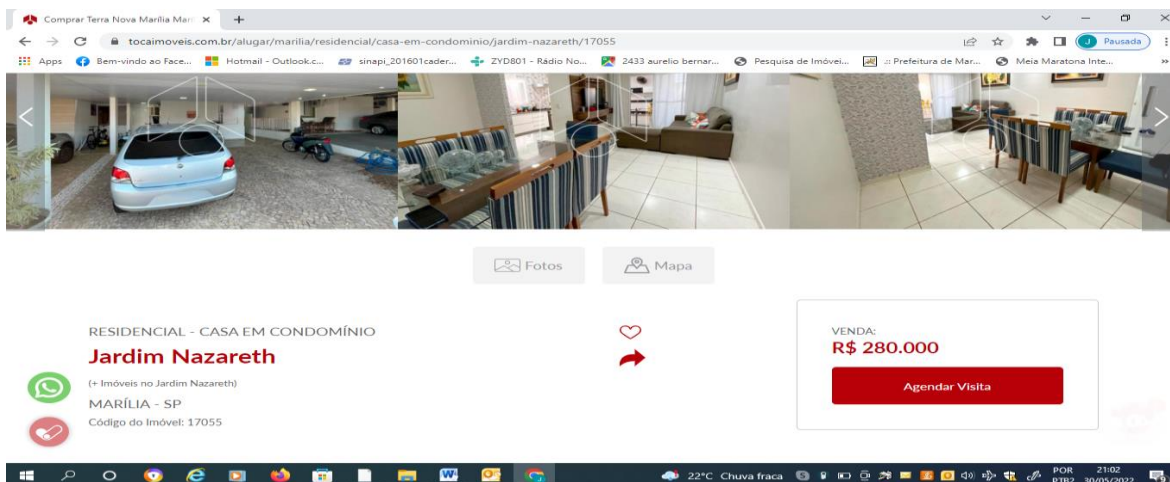 Comprar Terra Nova Marília Mar
tocaimoveis.com.br/alugar/marilia/residencial/casa-em-condominio/jardim-nazareth/17055
Pausada
Apps
Bem-vindo ao Face...
Hotmail - Outlook.c...
sinapi_201601cader...
ZYD801 - Rádio No...
2433 aurelio bernar...
Pesquisa de Imóvei...
.:: Prefeitura de Mar...
Meia Maratona Inte...
Fotos
Mapa
RESIDENCIAL - CASA EM CONDOMÍNIO
Jardim Nazareth
(+ Imóveis no Jardim Nazareth)
MARÍLIA - SP
Código do Imóvel: 17055
VENDA:
R$ 280.000
Agendar Visita
22°C Chuva fraca
POR
PTB2
21:02
30/05/2022